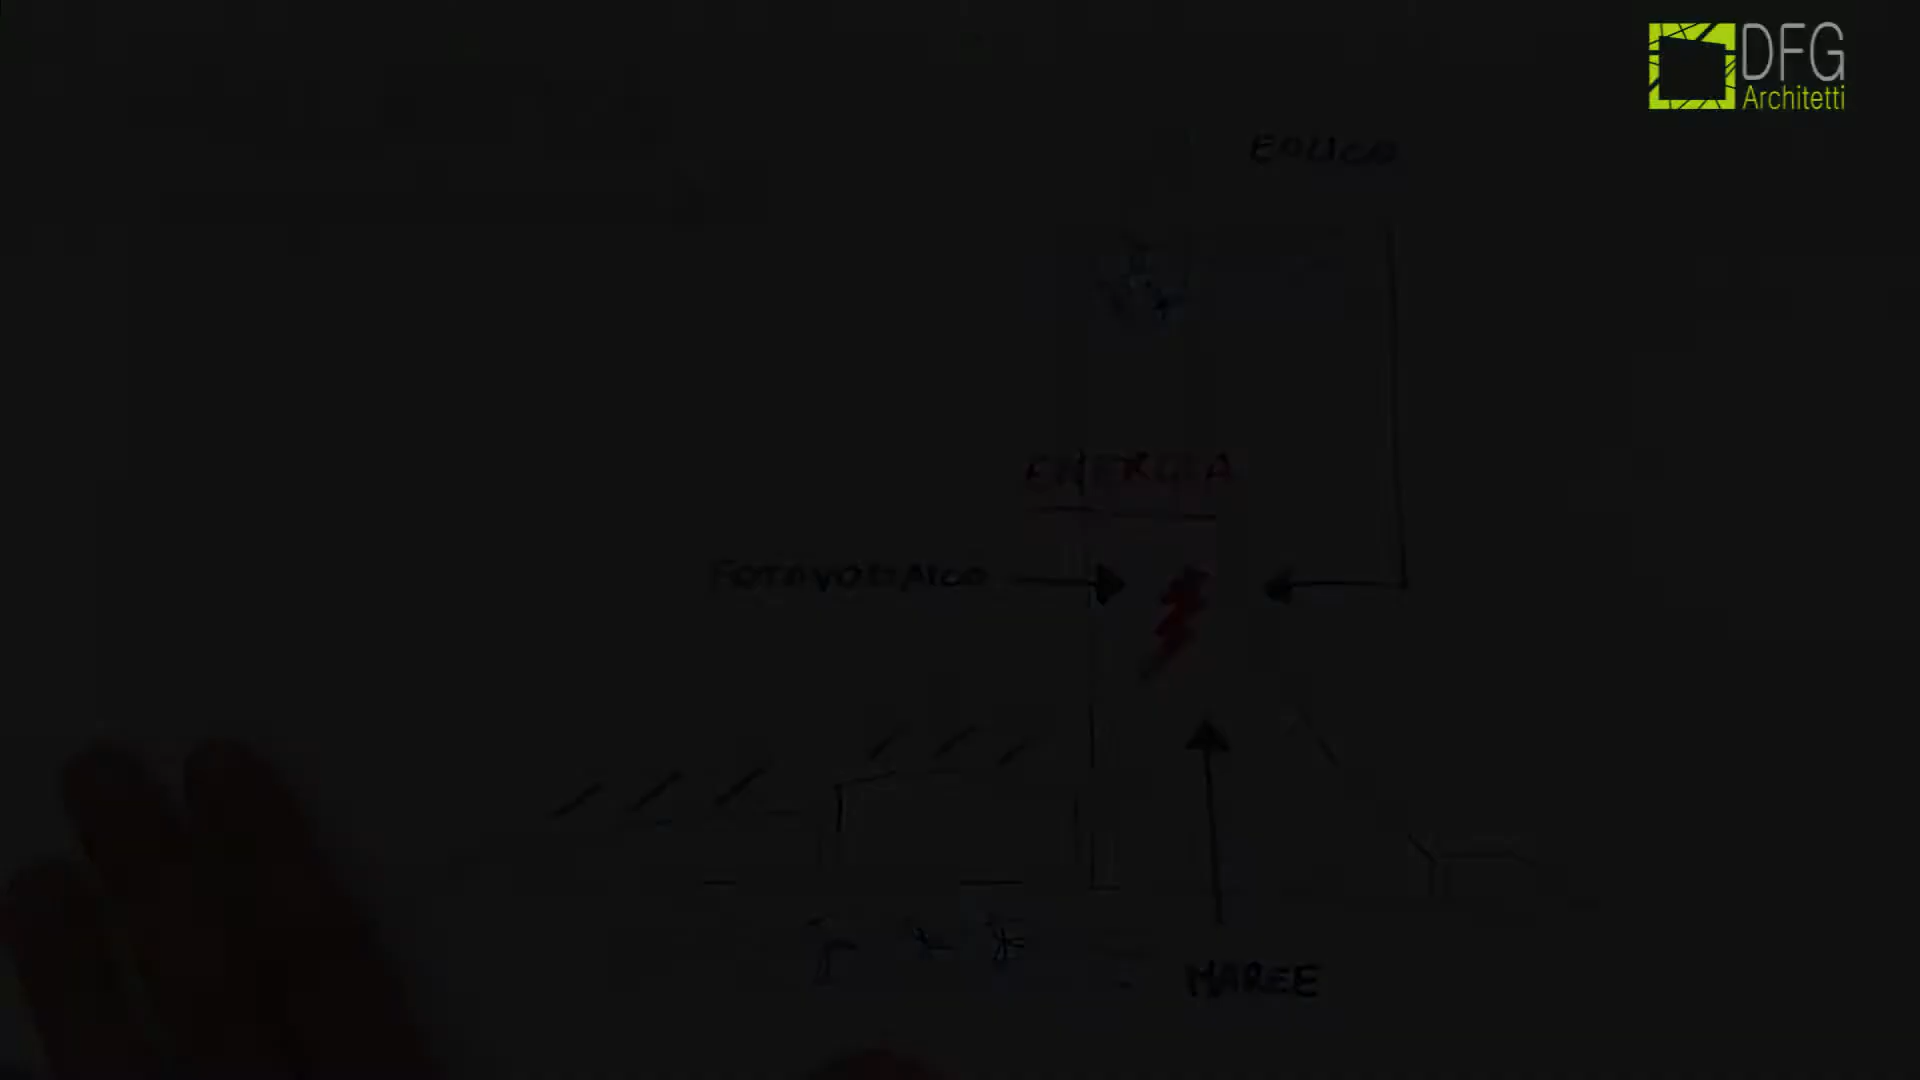 DFG
Architetti
EOLICO
ENERGIA
FOTOVOLTAICO
MAREE